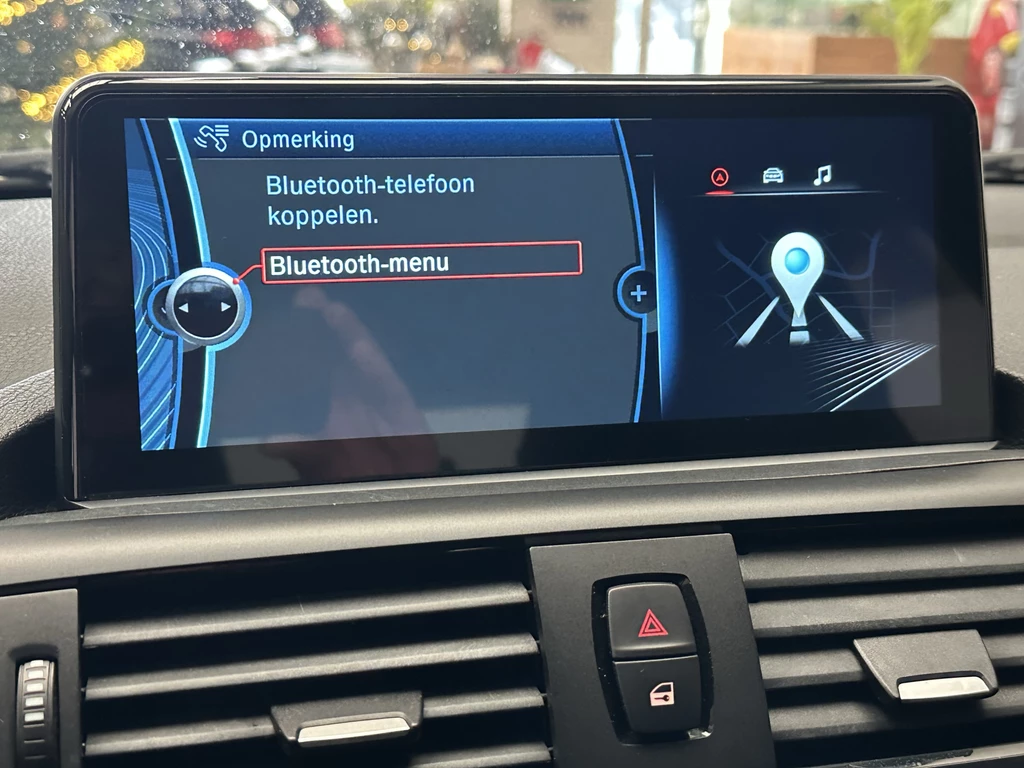 Opmerking
Bluetooth-telefoon
koppelen.
Bluetooth-menu